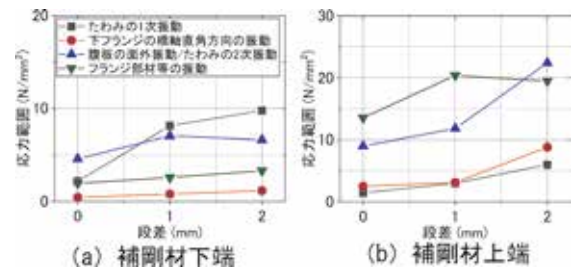 (a)
たわみの1次振動
下フランジの橋軸直角方向の振動
腹板の面外振動/たわみの2次振動
フランジ部材等の振動
応力範囲 (N/mm²)
20
10
0
0 1 2
段差 (mm)
(a) 補剛材下端
(b)
応力範囲 (N/mm²)
30
20
10
0
0 1 2
段差 (mm)
(b) 補剛材上端